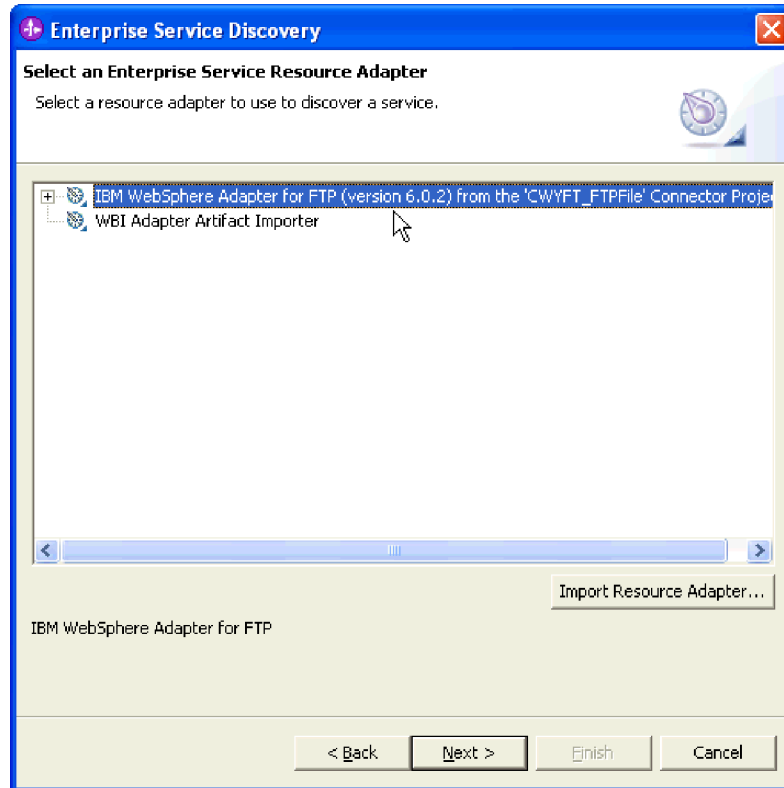 Enterprise Service Discovery
Select an Enterprise Service Resource Adapter
Select a resource adapter to use to discover a service.
IBM WebSphere Adapter for FTP (version 6.0.2) from the 'CWYFT_FTPFile' Connector Proje
WBI Adapter Artifact Importer
Import Resource Adapter...
IBM WebSphere Adapter for FTP
< Back Next > Finish Cancel